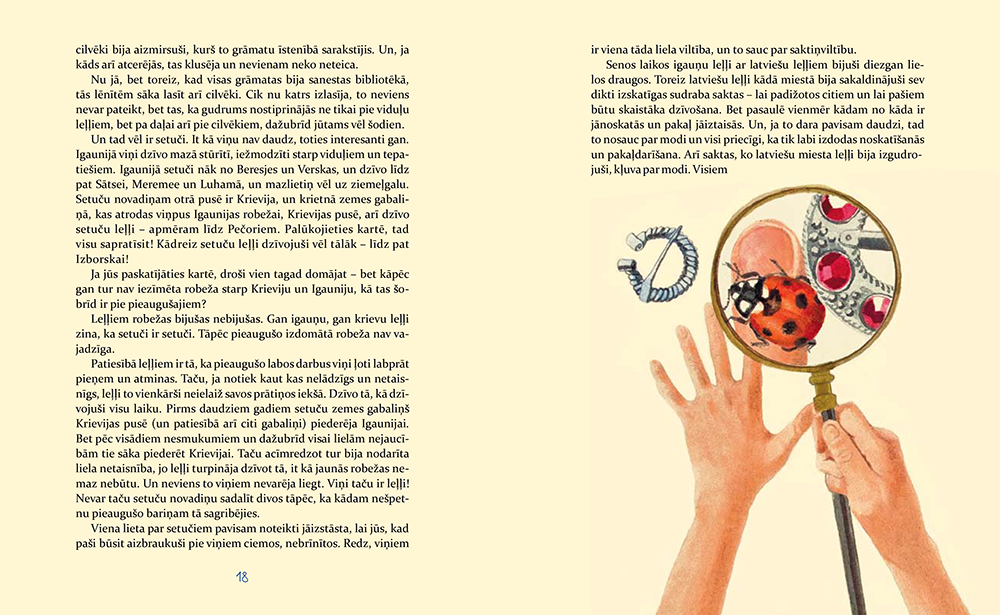 cilvēki bija aizmirsuši, kurš to grāmatu īstenībā sarakstījis. Un, ja
kāds arī atcerējās, tas klusēja un nevienam neko neteica.
Nu jā, bet toreiz, kad visas grāmatas bija sanestas bibliotēkā,
tās lēnītēm sāka lasīt arī cilvēki. Cik nu katrs izlasīja, to neviens
nevar pateikt, bet tas, ka gudrums nostiprinājās ne tikai pie viduļu
leļļiem, bet pa daļai arī pie cilvēkiem, dažubrīd jūtams vēl šodien.
Un tad vēl ir setuči. It kā viņu nav daudz, toties interesanti gan.
Igaunijā viņi dzīvo mazā stūrītī, iežmodzīti starp viduļiem un tepa-
tiešiem. Igaunijā setuči nāk no Beresjes un Verskas, un dzīvo līdz
pat Sātsei, Meremee un Luhamā, un mazlietiņ vēl uz ziemeļgalu.
Setuču novadiņam otrā pusē ir Krievija, un krietnā zemes gabali-
ņā, kas atrodas viņpus Igaunijas robežai, Krievijas pusē, arī dzīvo
setuču leļļi – apmēram līdz Pečoriem. Palūkojieties kartē, tad
visu sapratīsit! Kādreiz setuču leļļi dzīvojuši vēl tālāk – līdz pat
Izborskai!
Ja jūs paskatījāties kartē, droši vien tagad domājat – bet kāpēc
gan tur nav iezīmēta robeža starp Krieviju un Igauniju, kā tas šo-
brīd ir pie pieaugušajiem?
Leļļiem robežas bijušas nebijušas. Gan igauņu, gan krievu leļļi
zina, ka setuči ir setuči. Tāpēc pieaugušo izdomātā robeža nav va-
jadzīga.
Patiesībā leļļiem ir tā, ka pieaugušo labos darbus viņi ļoti labprāt
pieņem un atminas. Taču, ja notiek kaut kas nelādzīgs un netais-
nīgs, leļļi to vienkārši neielaiž savos prātiņos iekšā. Dzīvo tā, kā dzī-
vojuši visu laiku. Pirms daudziem gadiem setuču zemes gabaliņš
Krievijas pusē (un patiesībā arī citi gabaliņi) piederēja Igaunijai.
Bet pēc visādiem nesmukumiem un dažubrīd visai lielām nejaucī-
bām tie sāka piederēt Krievijai. Taču acīmredzot tur bija nodarīta
liela netaisnība, jo leļļi turpināja dzīvot tā, it kā jaunās robežas ne-
maz nebūtu. Un neviens to viņiem nevarēja liegt. Viņi taču ir leļļi!
Nevar taču setuču novadiņu sadalīt divos tāpēc, ka kādam nešpet-
nu pieaugušo bariņam tā sagribējies.
Viena lieta par setučiem pavisam noteikti jāizstāsta, lai jūs, kad
paši būsit aizbraukuši pie viņiem ciemos, nebrīnītos. Redz, viņiem
18
ir viena tāda liela viltība, un to sauc par saktiņviltību.
Senos laikos igauņu leļļi ar latviešu leļļiem bijuši diezgan lie-
los draugos. Toreiz latviešu leļļi kādā miestā bija sakaldinājuši sev
dikti izskatīgas sudraba saktas – lai padižotos citiem un lai pašiem
būtu skaistāka dzīvošana. Bet pasaulē vienmēr kādam no kāda ir
jānoskatās un pakaļ jāiztaisās. Un, ja to dara pavisam daudzi, tad
to nosauc par modi un visi priecīgi, ka tik labi izdodas noskatīšanās
un pakaļdarīšana. Arī saktas, ko latviešu miesta leļļi bija izgudro-
juši, kļuva par modi. Visiem